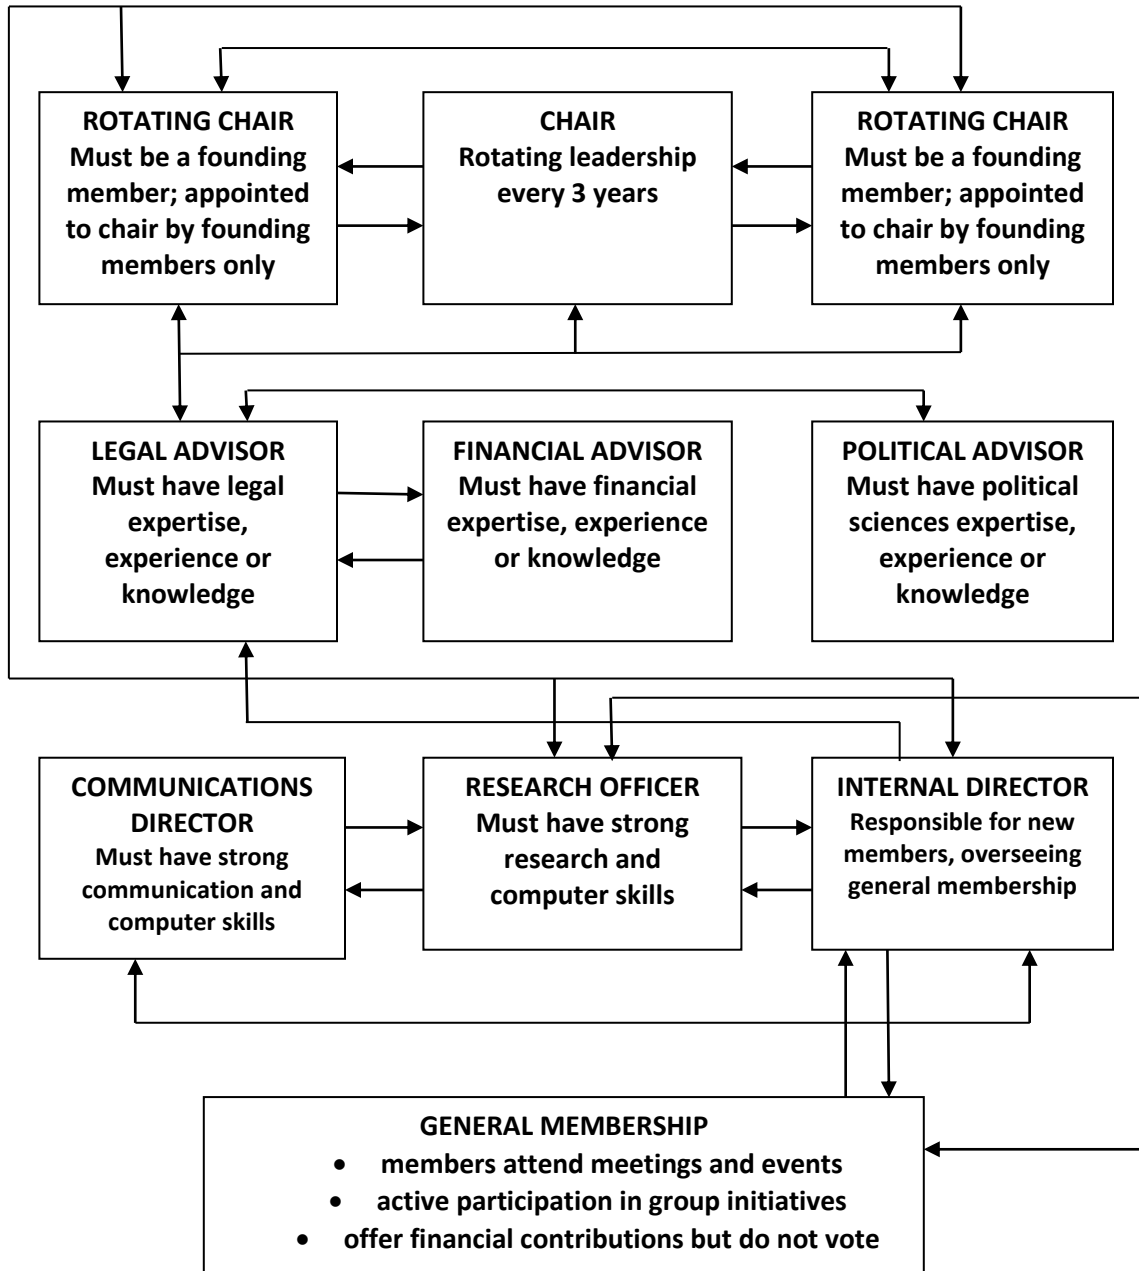 ROTATING CHAIR
Must be a founding
member; appointed
to chair by founding
members only
CHAIR
Rotating leadership
every 3 years
ROTATING CHAIR
Must be a founding
member; appointed
to chair by founding
members only
LEGAL ADVISOR
Must have legal
expertise,
experience or
knowledge
FINANCIAL ADVISOR
Must have financial
expertise, experience
or knowledge
POLITICAL ADVISOR
Must have political
sciences expertise,
experience or
knowledge
COMMUNICATIONS
DIRECTOR
Must have strong
communication and
computer skills
RESEARCH OFFICER
Must have strong
research and
computer skills
INTERNAL DIRECTOR
Responsible for new
members, overseeing
general membership
GENERAL MEMBERSHIP
• members attend meetings and events
• active participation in group initiatives
• offer financial contributions but do not vote